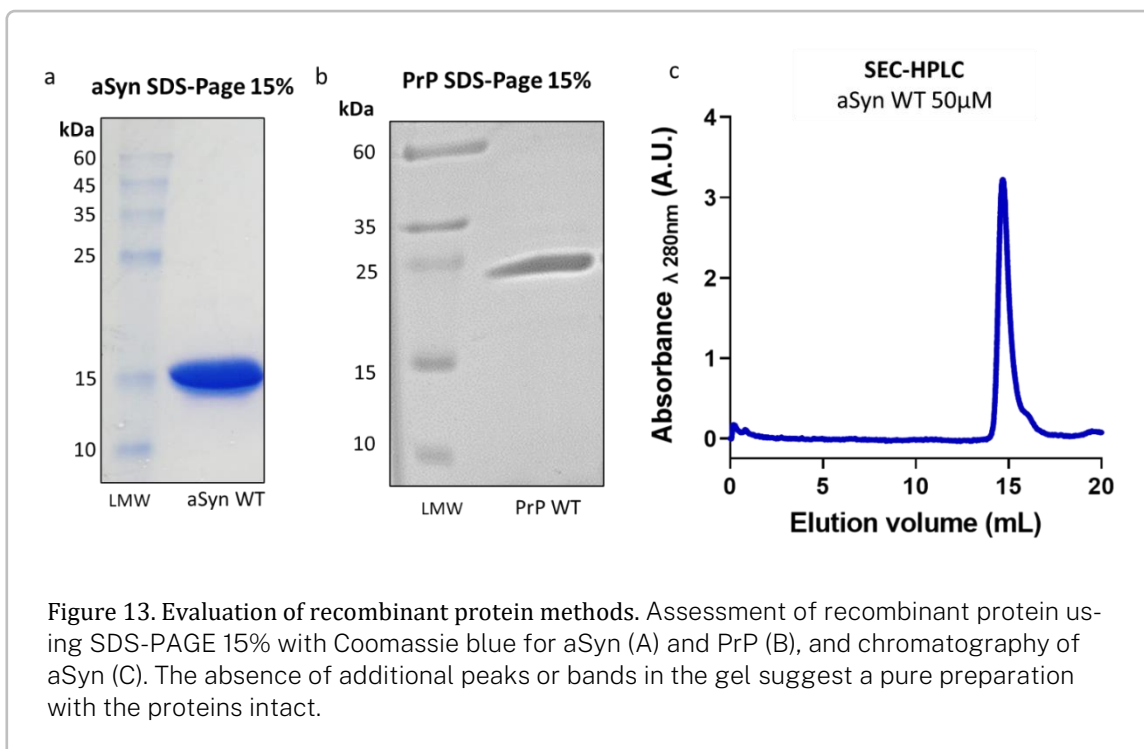 a
aSyn SDS-Page 15%
kDa
60
45
35
25
15
10
LMW
aSyn WT
b
PrP SDS-Page 15%
kDa
60
35
25
15
10
LMW
PrP WT
c
SEC-HPLC
aSyn WT 50µM
Absorbance λ 280nm (A.U.)
4
3
2
1
0
0 5 10 15 20
Elution volume (mL)
Figure 13. Evaluation of recombinant protein methods. Assessment of recombinant protein us-
ing SDS-PAGE 15% with Coomassie blue for aSyn (A) and PrP (B), and chromatography of
aSyn (C). The absence of additional peaks or bands in the gel suggest a pure preparation
with the proteins intact.